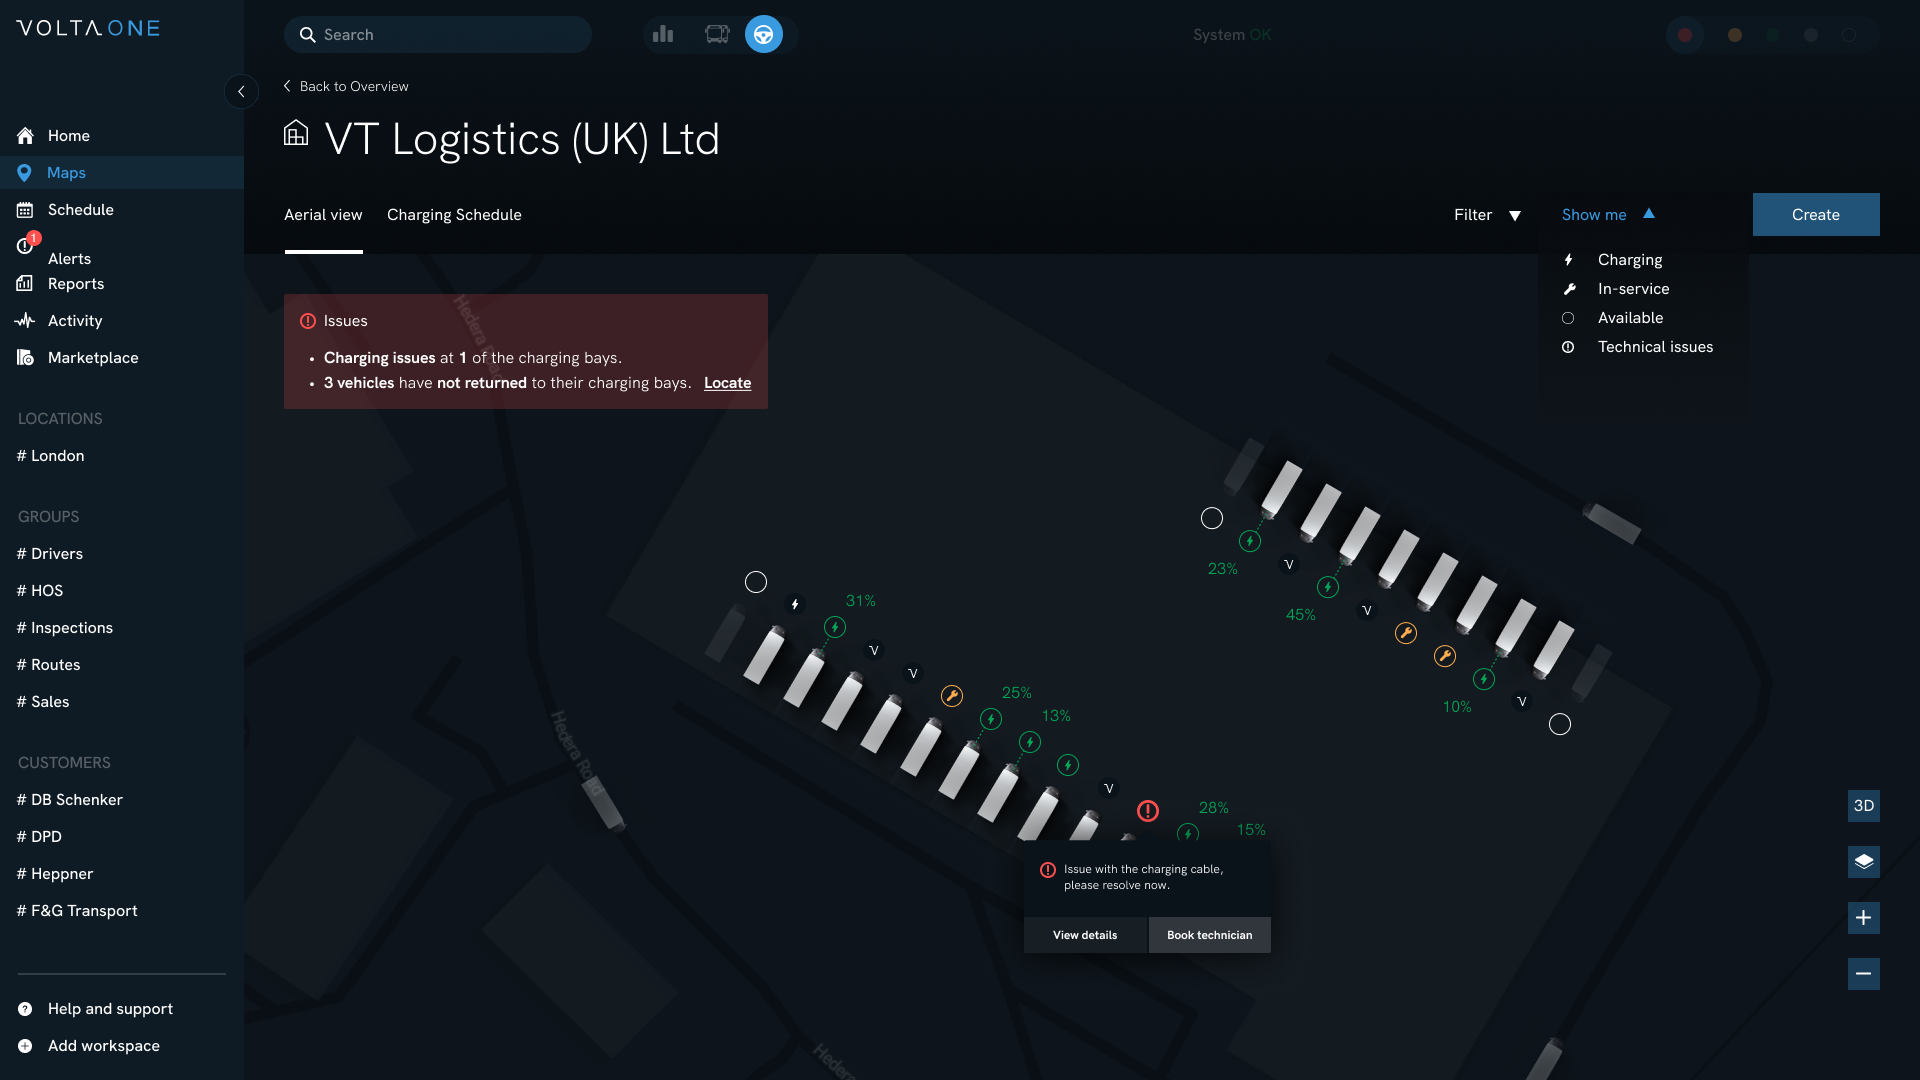 VOLTA ONE
Search
System OK
Back to Overview
VT Logistics (UK) Ltd
Home
Maps
Schedule
1
Alerts
Reports
Activity
Marketplace
LOCATIONS
# London
GROUPS
# Drivers
# HOS
# Inspections
# Routes
# Sales
CUSTOMERS
# DB Schenker
# DPD
# Heppner
# F&G Transport
Help and support
Add workspace
Aerial view
Charging Schedule
Filter
Show me
Create
Charging
In-service
Available
Technical issues
Issues
• Charging issues at 1 of the charging bays.
• 3 vehicles have not returned to their charging bays. Locate
Hedera Road
23%
45%
10%
31%
25%
13%
28%
15%
Hedera Road
Issue with the charging cable,
please resolve now.
View details
Book technician
3D